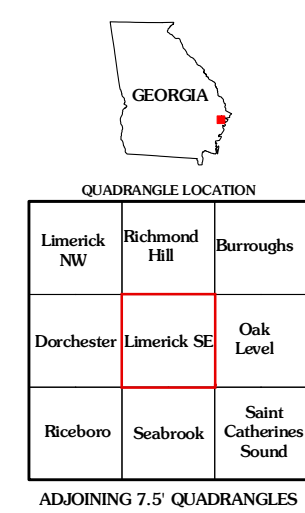 GEORGIA
QUADRANGLE LOCATION
Limerick
NW
Richmond
Hill
Burroughs
Dorchester
Limerick SE
Oak
Level
Riceboro
Seabrook
Saint
Catherines
Sound
ADJOINING 7.5' QUADRANGLES